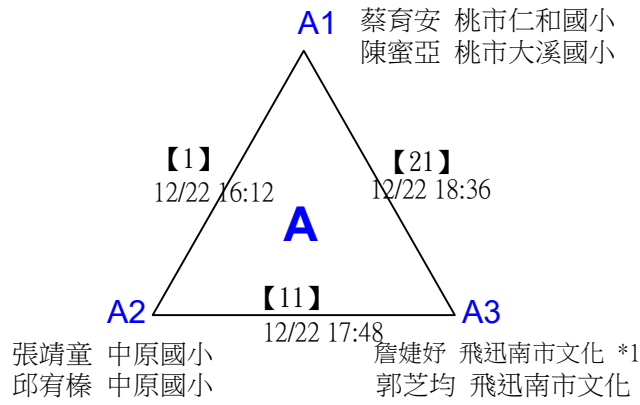 A1
蔡育安 桃市仁和國小
陳蜜亞 桃市大溪國小
【1】
12/22 16:12
【21】
12/22 18:36
A
【11】
12/22 17:48
A2
張靖童 中原國小
邱宥榛 中原國小
A3
詹婕妤 飛迅南市文化 *1
郭芝均 飛迅南市文化